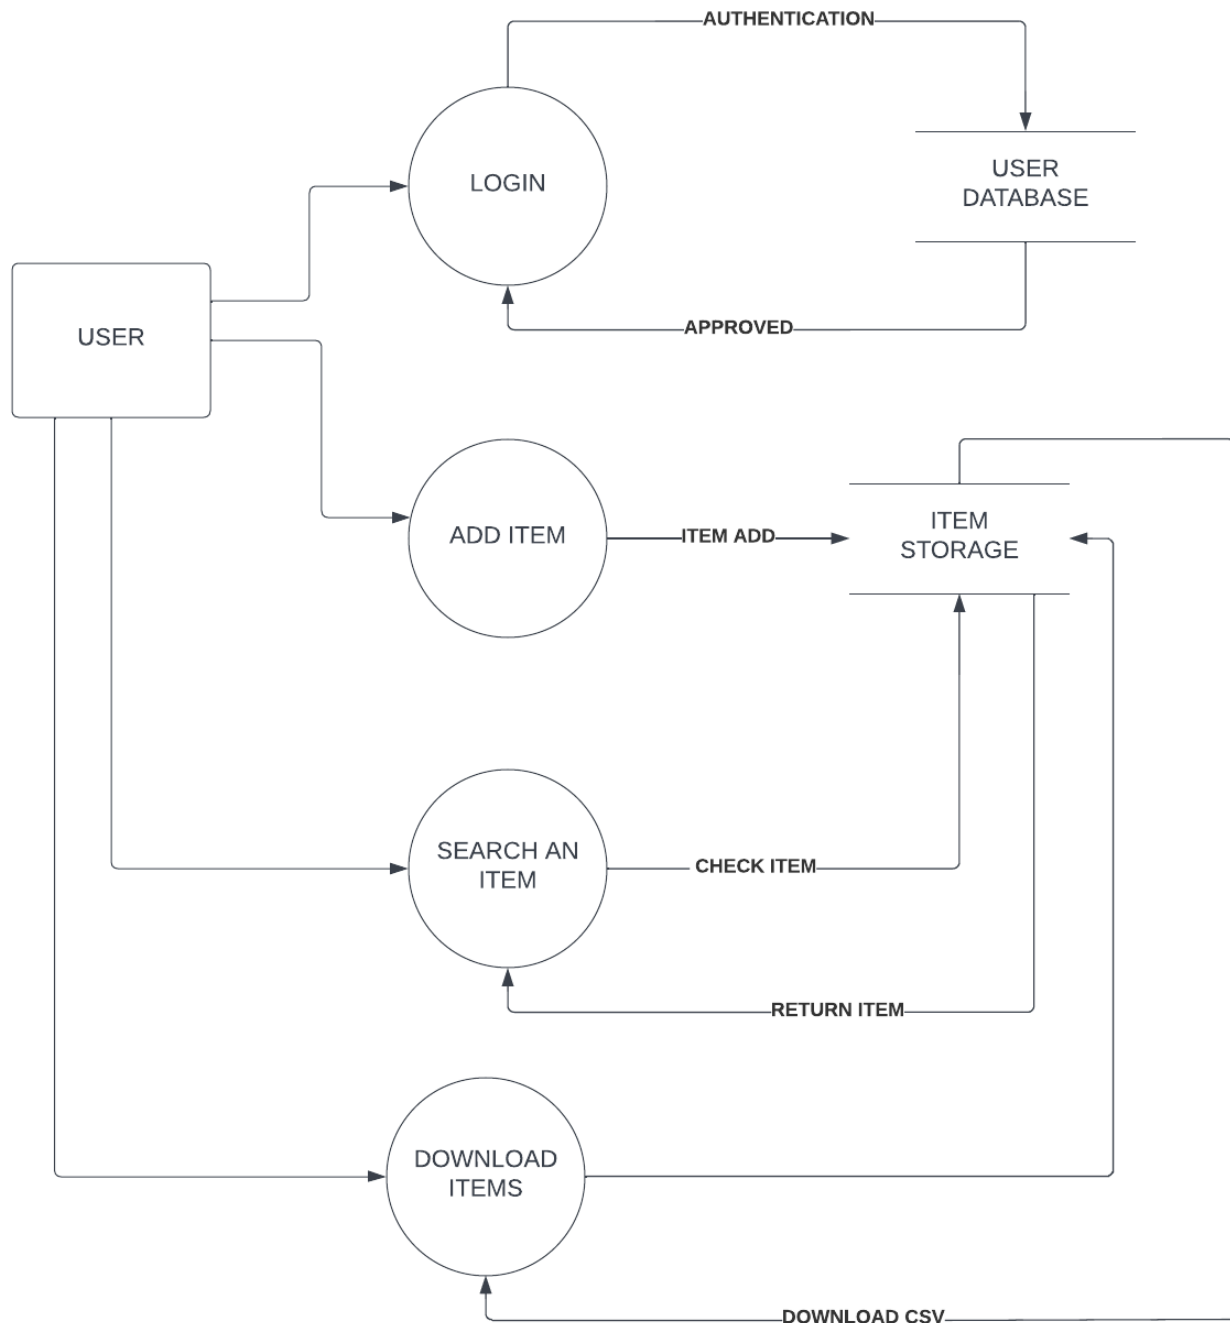 AUTHENTICATION
LOGIN
USER
DATABASE
USER
APPROVED
ADD ITEM
ITEM ADD
ITEM
STORAGE
SEARCH AN
ITEM
CHECK ITEM
RETURN ITEM
DOWNLOAD
ITEMS
DOWNLOAD CSV